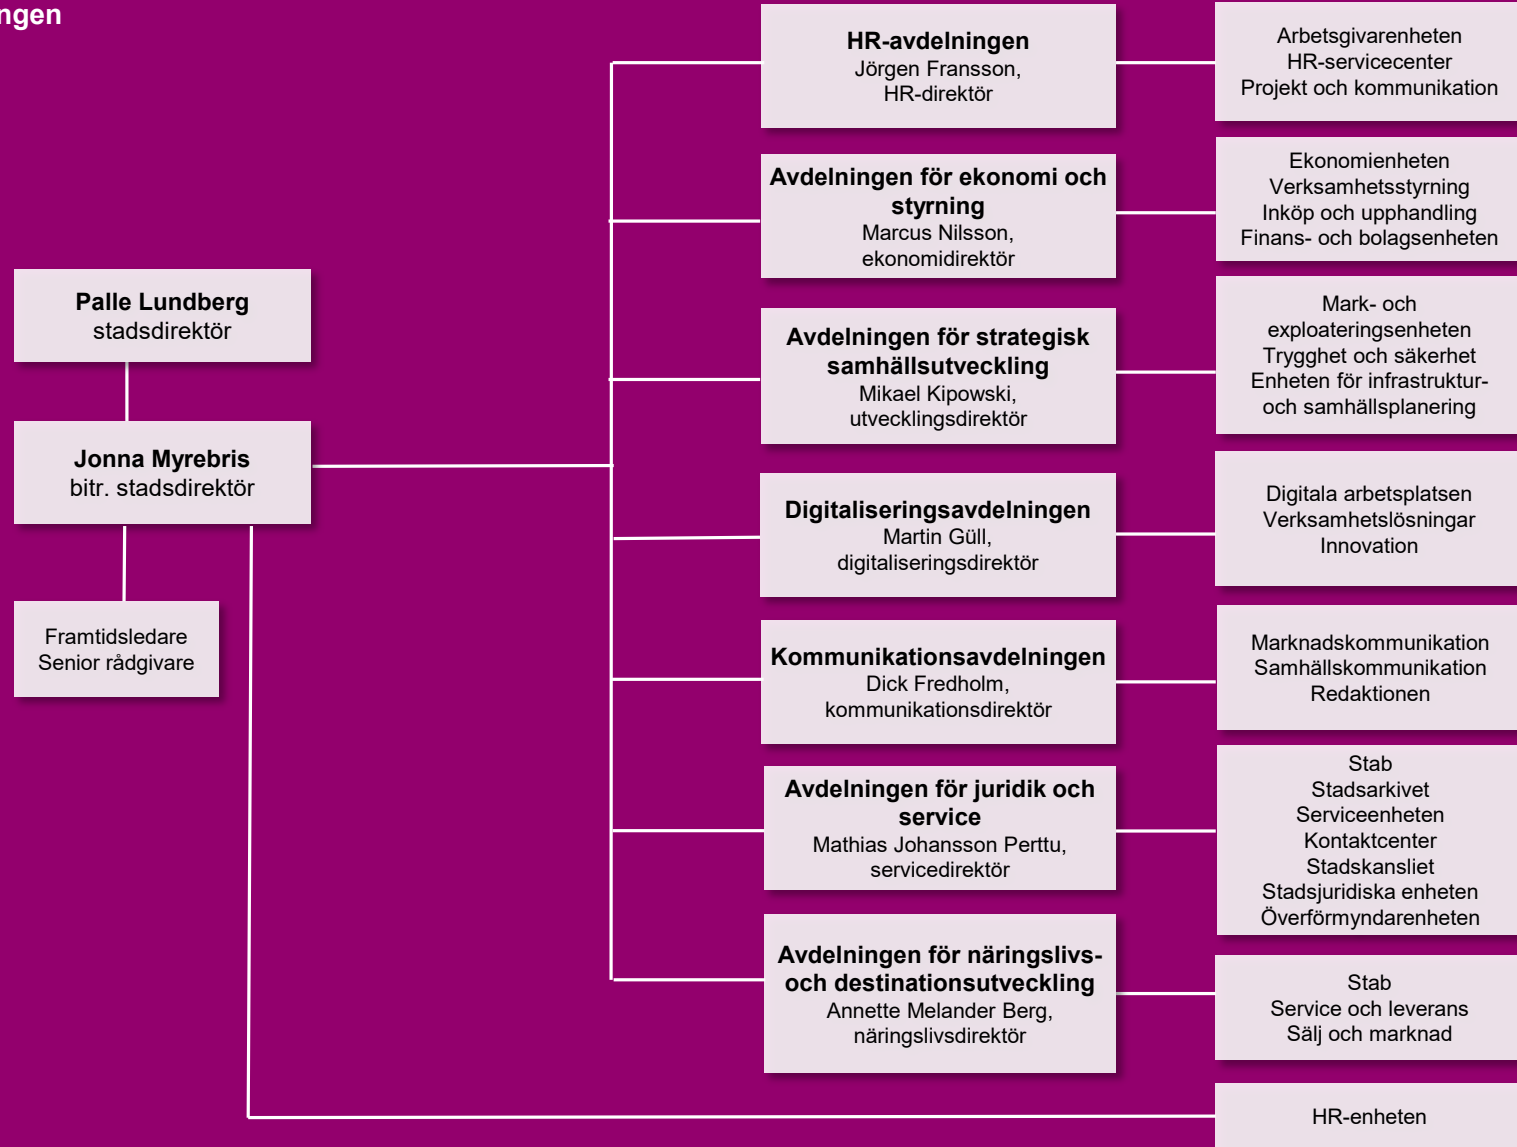 ngen
Palle Lundberg
stadsdirektör
Jonna Myrebris
bitr. stadsdirektör
Framtidsledare
Senior rådgivare
HR-avdelningen
Jörgen Fransson,
HR-direktör
Arbetsgivarenheten
HR-servicecenter
Projekt och kommunikation
Avdelningen för ekonomi och
styrning
Marcus Nilsson,
ekonomidirektör
Ekonomienheten
Verksamhetsstyrning
Inköp och upphandling
Finans- och bolagsenheten
Avdelningen för strategisk
samhällsutveckling
Mikael Kipowski,
utvecklingsdirektör
Mark- och
exploateringsenheten
Trygghet och säkerhet
Enheten för infrastruktur-
och samhällsplanering
Digitaliseringsavdelningen
Martin Güll,
digitaliseringsdirektör
Digitala arbetsplatsen
Verksamhetslösningar
Innovation
Kommunikationsavdelningen
Dick Fredholm,
kommunikationsdirektör
Marknadskommunikation
Samhällskommunikation
Redaktionen
Avdelningen för juridik och
service
Mathias Johansson Perttu,
servicedirektör
Stab
Stadsarkivet
Serviceenheten
Kontaktcenter
Stadskansliet
Stadsjuridiska enheten
Överförmyndarenheten
Avdelningen för näringslivs-
och destinationsutveckling
Annette Melander Berg,
näringslivsdirektör
Stab
Service och leverans
Sälj och marknad
HR-enheten